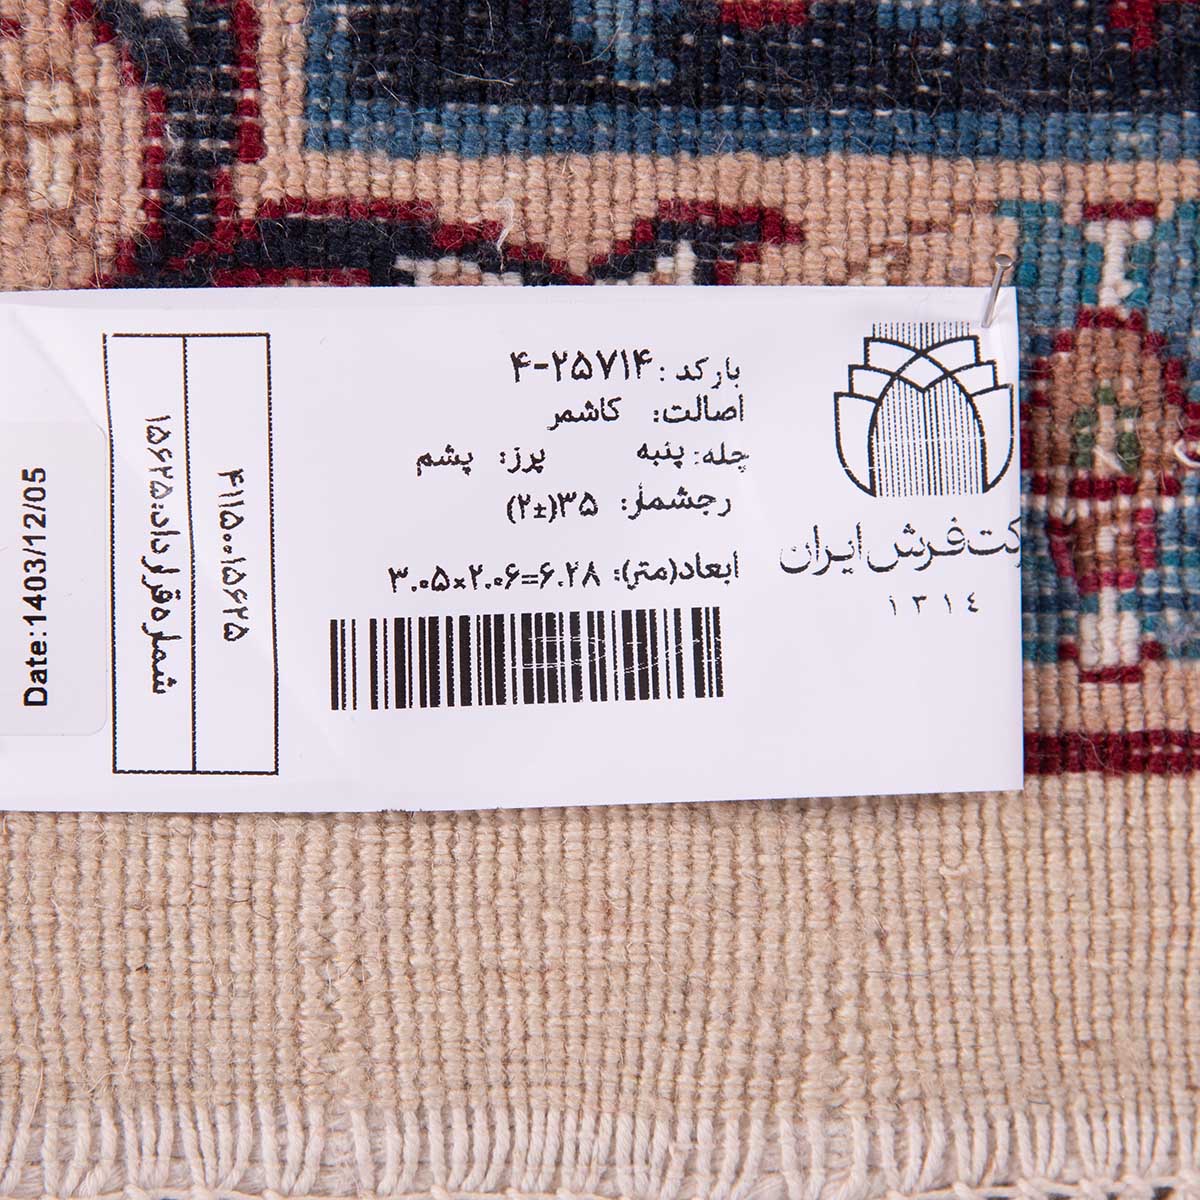 بارکد: ۴-۲۵۷۱۴
اصالت: کاشمر
چله: پنبه پرز: پشم
رجشمار: ۳۵(±۲)
ابعاد(متر): ۳.۰۵×۲.۰۶=۶.۲۸
کت فرش ایران
۱۳۱٤
۴۱۱۵۰۰۱۵۶۲۵
شماره قرارداد:۱۵۶۲۵
Date:1403/12/05